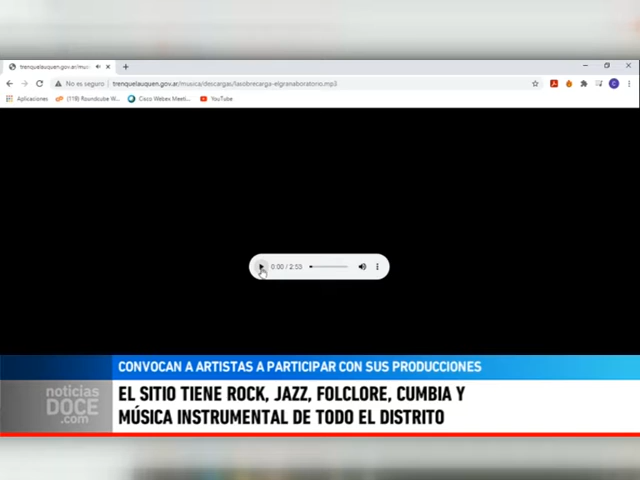 trenquelauquen.gov.ar/mus
No es seguro
trenquelauquen.gov.ar/musica/descargas/lasobrecarga-elgranaboratorio.mp3
Aplicaciones
(118) Roundcube W...
Cisco Webex Meeti...
YouTube
0:00 / 2:53
CONVOCAN A ARTISTAS A PARTICIPAR CON SUS PRODUCCIONES
noticias
DOCE
.com
EL SITIO TIENE ROCK, JAZZ, FOLCLORE, CUMBIA Y
MÚSICA INSTRUMENTAL DE TODO EL DISTRITO